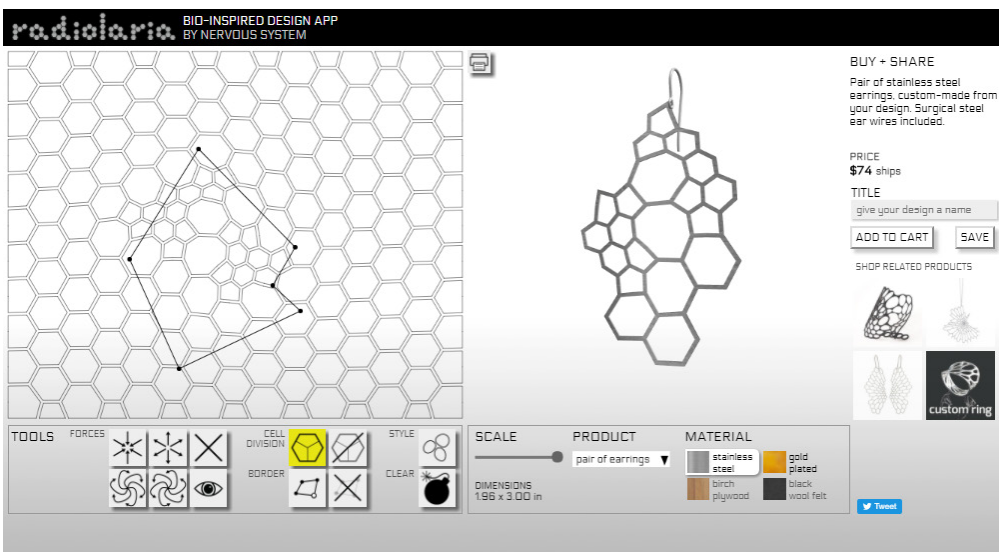 radiolaria
BIO-INSPIRED DESIGN APP
BY NERVOUS SYSTEM
BUY + SHARE
Pair of stainless steel
earrings, custom-made from
your design. Surgical steel
ear wires included.
PRICE
$74 ships
TITLE
give your design a name
ADD TO CART
SAVE
SHOP RELATED PRODUCTS
custom ring
TOOLS
FORCES
CELL
DIVISION
BORDER
STYLE
CLEAR
SCALE
DIMENSIONS
1.96 x 3.00 in
PRODUCT
pair of earrings
MATERIAL
stainless
steel
gold
plated
birch
plywood
black
wool felt
Tweet